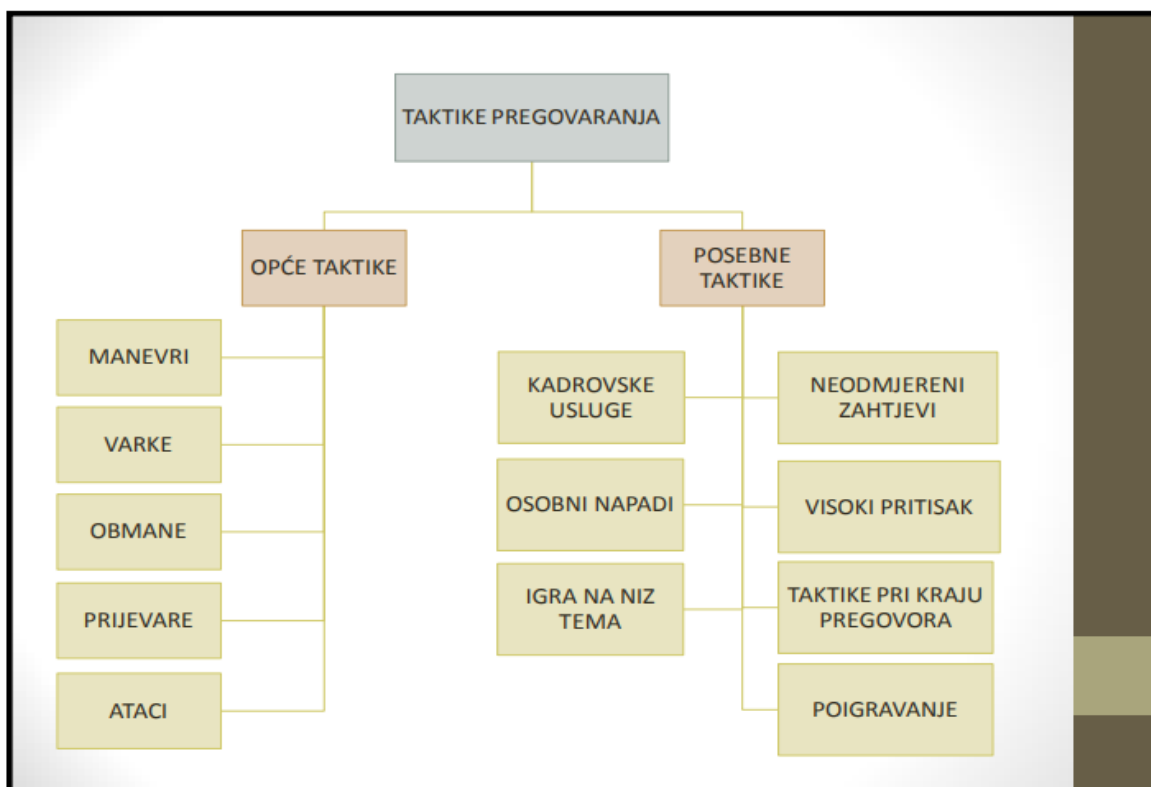 TAKTIKE PREGOVARANJA
OPĆE TAKTIKE
MANEVRI
VARKE
OBMANE
PRIJEVARE
ATACI
POSEBNE
TAKTIKE
KADROVSKE
USLUGE
NEODMJERENI
ZAHTJEVI
OSOBNI NAPADI
VISOKI PRITISAK
IGRA NA NIZ
TEMA
TAKTIKE PRI KRAJU
PREGOVORA
POIGRAVANJE